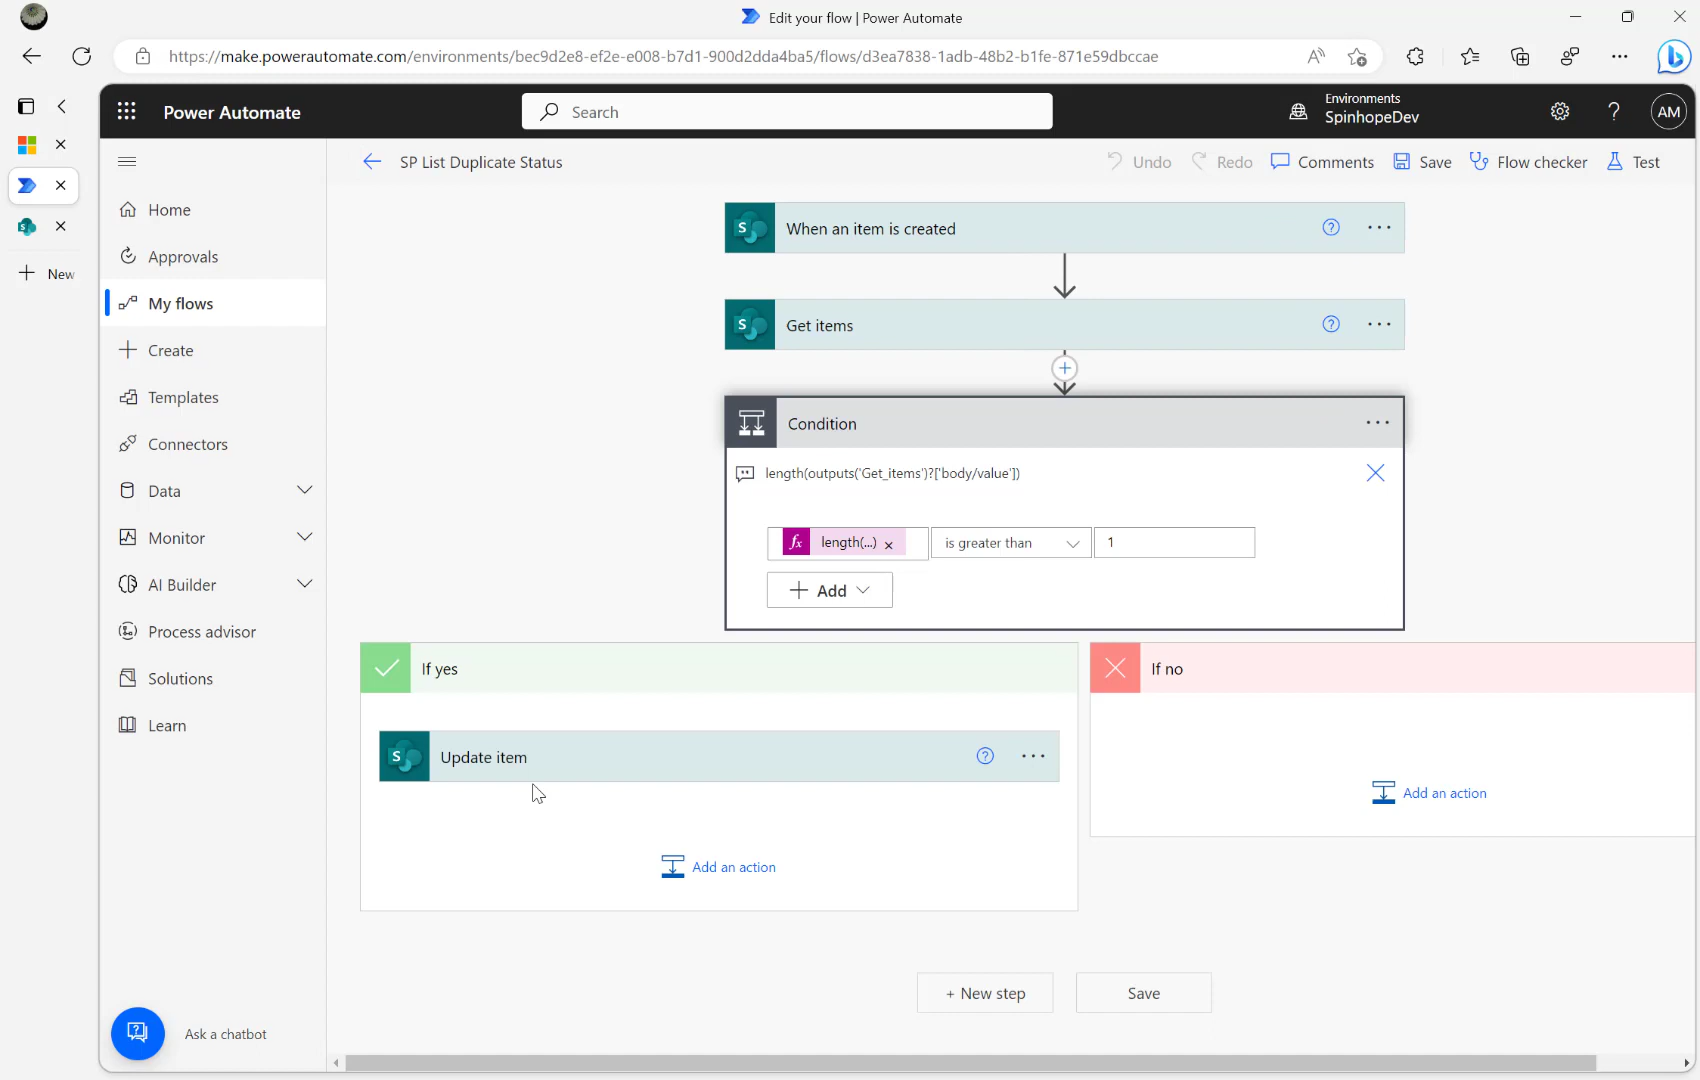 Edit your flow | Power Automate
https://make.powerautomate.com/environments/bec9d2e8-ef2e-e008-b7d1-900d2dda4ba5/flows/d3ea7838-1adb-48b2-b1fe-871e59dbccae
Power Automate
Search
Environments
SpinhopeDev
AM
New
SP List Duplicate Status
Undo
Redo
Comments
Save
Flow checker
Test
Home
Approvals
My flows
Create
Templates
Connectors
Data
Monitor
AI Builder
Process advisor
Solutions
Learn
Ask a chatbot
When an item is created
Get items
Condition
length(outputs('Get_items')?['body/value'])
fx length(...) is greater than 1
Add
If yes
Update item
Add an action
If no
Add an action
+ New step
Save